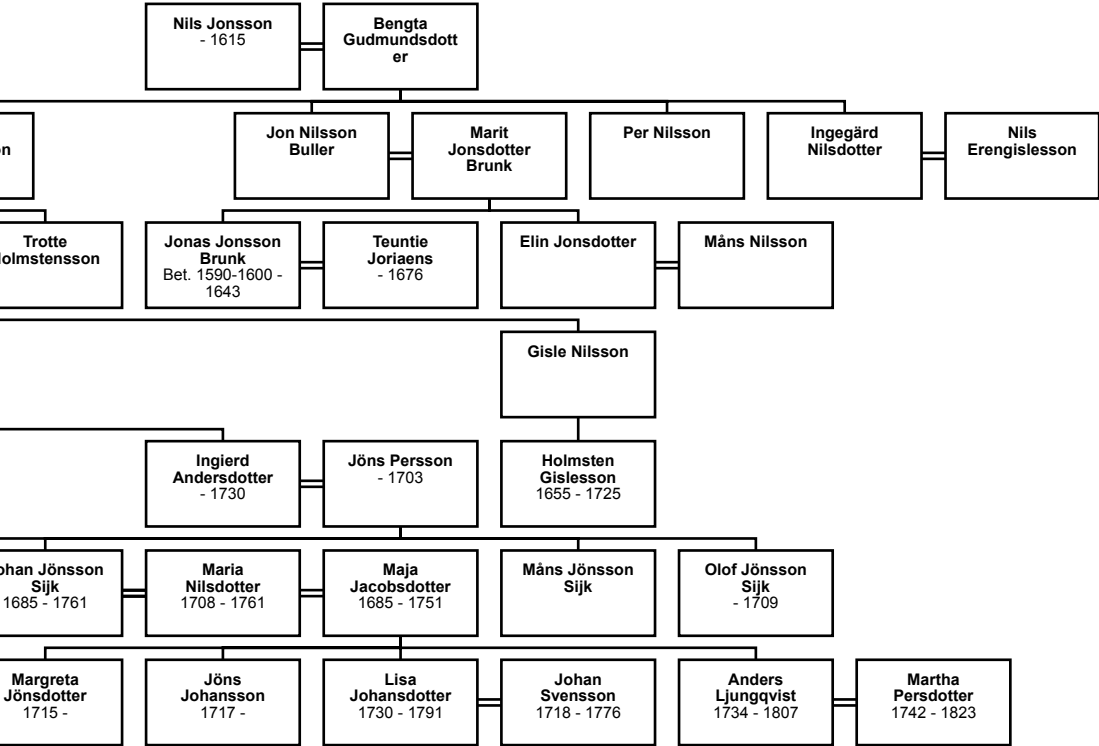 Nils Jonsson
- 1615
Bengta
Gudmundsdott
er
on
Jon Nilsson
Buller
Marit
Jonsdotter
Brunk
Per Nilsson
Ingegärd
Nilsdotter
Nils
Erengislesson
Trotte
olmstensson
Jonas Jonsson
Brunk
Bet. 1590-1600 -
1643
Teuntie
Joriaens
- 1676
Elin Jonsdotter
Måns Nilsson
Gisle Nilsson
Ingierd
Andersdotter
- 1730
Jöns Persson
- 1703
Holmsten
Gislesson
1655 - 1725
ohan Jönsson
Sijk
1685 - 1761
Maria
Nilsdotter
1708 - 1761
Maja
Jacobsdotter
1685 - 1751
Måns Jönsson
Sijk
Olof Jönsson
Sijk
- 1709
Margreta
Jönsdotter
1715 -
Jöns
Johansson
1717 -
Lisa
Johansdotter
1730 - 1791
Johan
Svensson
1718 - 1776
Anders
Ljungqvist
1734 - 1807
Martha
Persdotter
1742 - 1823